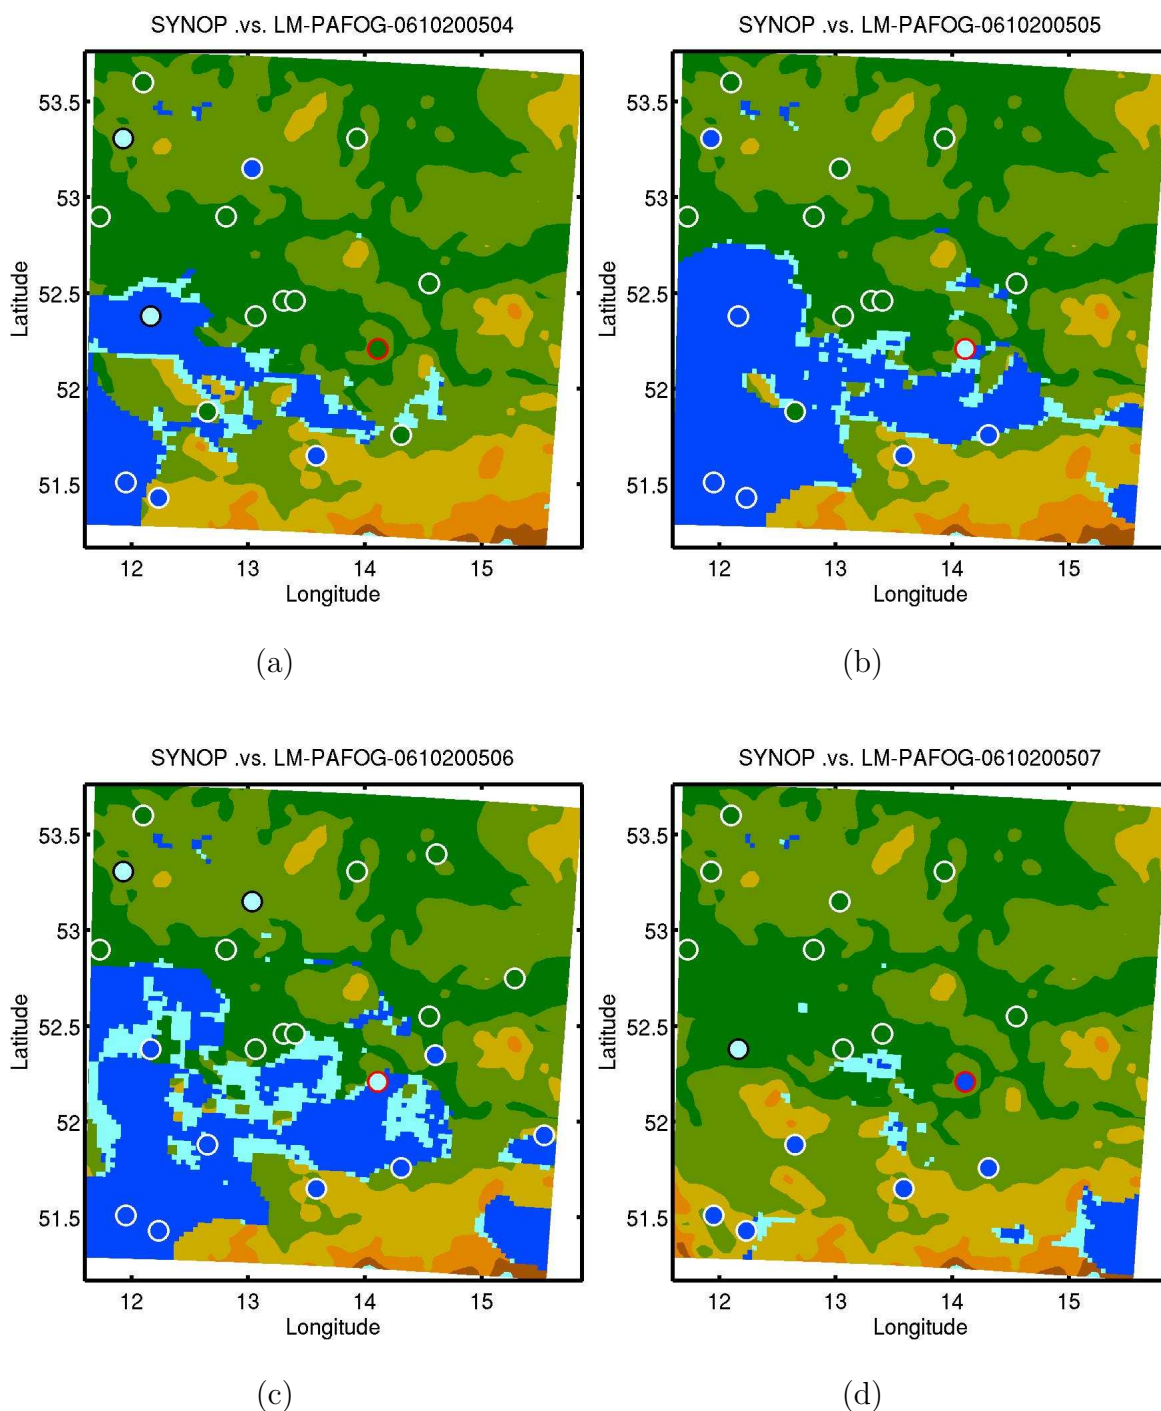 SYNOP .vs. LM-PAFOG-0610200504
SYNOP .vs. LM-PAFOG-0610200505
53.5
53
52.5
52
51.5
Latitude
12 13 14 15
Longitude
53.5
53
52.5
52
51.5
Latitude
12 13 14 15
Longitude
(a)
(b)
SYNOP .vs. LM-PAFOG-0610200506
SYNOP .vs. LM-PAFOG-0610200507
53.5
53
52.5
52
51.5
Latitude
12 13 14 15
Longitude
53.5
53
52.5
52
51.5
Latitude
12 13 14 15
Longitude
(c)
(d)